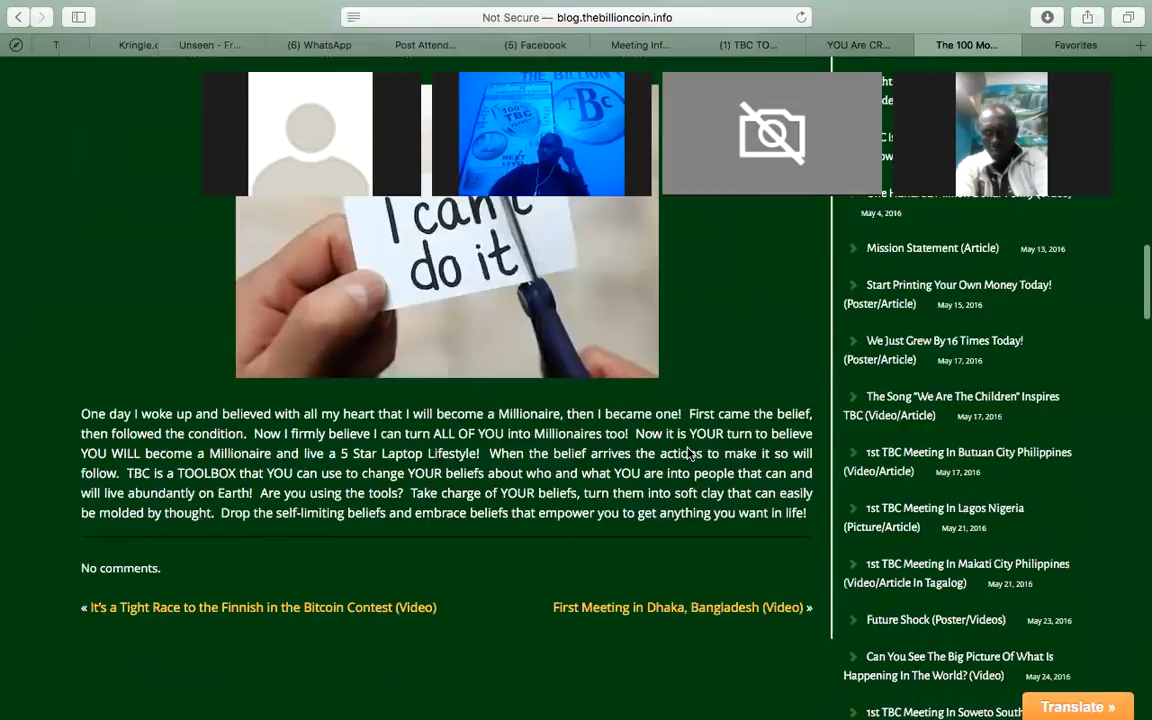 Not Secure — blog.thebillioncoin.info
T
Kringle.c
Unseen - Fr...
(6) WhatsApp
Post Attend...
(5) Facebook
Meeting Inf...
(1) TBC TO...
YOU Are CR...
The 100 Mo...
Favorites
THE BILLION
TBC
100
TBC
NEXT
LEVEL
I can't
do it
One day I woke up and believed with all my heart that I will become a Millionaire, then I became one! First came the belief,
then followed the condition. Now I firmly believe I can turn ALL OF YOU into Millionaires too! Now it is YOUR turn to believe
YOU WILL become a Millionaire and live a 5 Star Laptop Lifestyle! When the belief arrives the actions to make it so will
follow. TBC is a TOOLBOX that YOU can use to change YOUR beliefs about who and what YOU are into people that can and
will live abundantly on Earth! Are you using the tools? Take charge of YOUR beliefs, turn them into soft clay that can easily
be molded by thought. Drop the self-limiting beliefs and embrace beliefs that empower you to get anything you want in life!
No comments.
« It's a Tight Race to the Finnish in the Bitcoin Contest (Video)
First Meeting in Dhaka, Bangladesh (Video) »
May 4, 2016
Mission Statement (Article) May 13, 2016
Start Printing Your Own Money Today!
(Poster/Article) May 15, 2016
We Just Grew By 16 Times Today!
(Poster/Article) May 17, 2016
The Song "We Are The Children" Inspires
TBC (Video/Article) May 17, 2016
1st TBC Meeting In Butuan City Philippines
(Video/Article) May 17, 2016
1st TBC Meeting In Lagos Nigeria
(Picture/Article) May 21, 2016
1st TBC Meeting In Makati City Philippines
(Video/Article In Tagalog) May 21, 2016
Future Shock (Poster/Videos) May 23, 2016
Can You See The Big Picture Of What Is
Happening In The World? (Video) May 24, 2016
1st TBC Meeting In Soweto South
Translate »